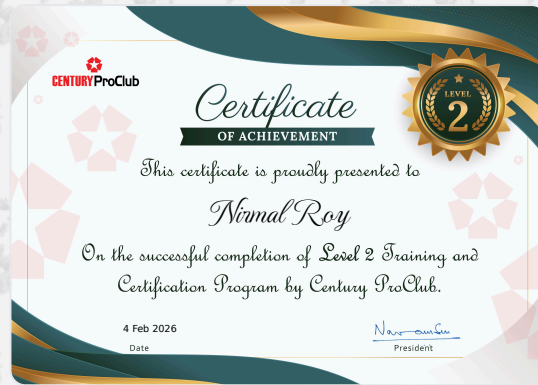 CENTURY ProClub
LEVEL
2
Certificate
OF ACHIEVEMENT
This certificate is proudly presented to
Nirmal Roy
On the successful completion of Level 2 Training and
Certification Program by Century ProClub.
4 Feb 2026
Date
President